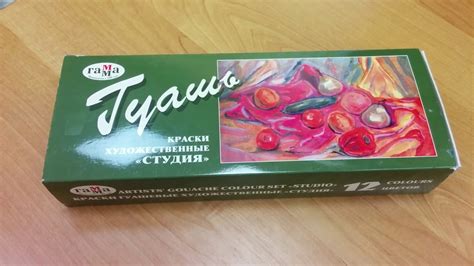 гамма
Гуашь
КРАСКИ
ХУДОЖЕСТВЕННЫЕ
«СТУДИЯ»
гамма
ARTISTS' GOUACHE COLOUR SET «STUDIO»
КРАСКИ ГУАШЕВЫЕ ХУДОЖЕСТВЕННЫЕ «СТУДИЯ»
12
COLOURS
ЦВЕТОВ